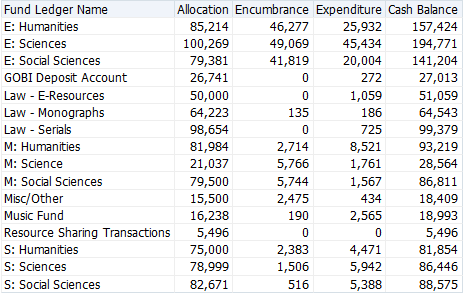 Fund Ledger Name Allocation Encumbrance Expenditure Cash Balance
E: Humanities 85,214 46,277 25,932 157,424
E: Sciences 100,269 49,069 45,434 194,771
E: Social Sciences 79,381 41,819 20,004 141,204
GOBI Deposit Account 26,741 0 272 27,013
Law - E-Resources 50,000 0 1,059 51,059
Law - Monographs 64,223 135 186 64,543
Law - Serials 98,654 0 725 99,379
M: Humanities 81,984 2,714 8,521 93,219
M: Science 21,037 5,766 1,761 28,564
M: Social Sciences 79,500 5,744 1,567 86,811
Misc/Other 15,500 2,475 434 18,409
Music Fund 16,238 190 2,565 18,993
Resource Sharing Transactions 5,496 0 0 5,496
S: Humanities 75,000 2,383 4,471 81,854
S: Sciences 78,999 1,506 5,942 86,446
S: Social Sciences 82,671 516 5,388 88,575